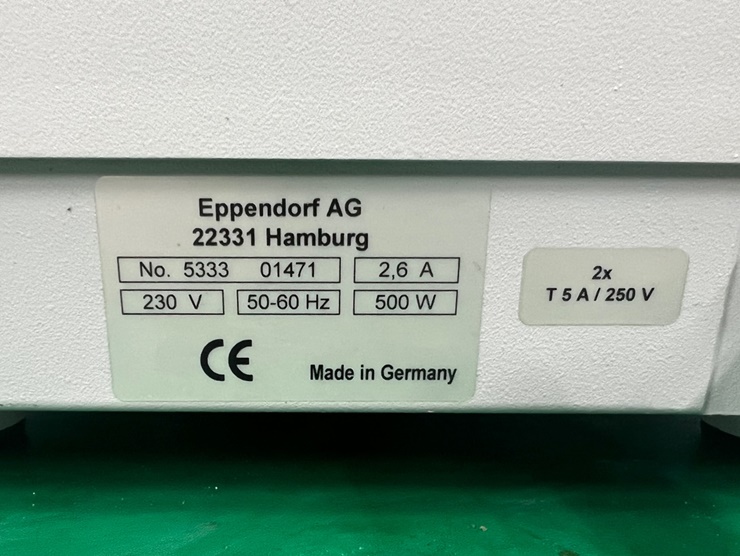 Eppendorf AG
22331 Hamburg
No. 5333 01471 2,6 A
230 V 50-60 Hz 500 W
CE Made in Germany
2x
T 5 A / 250 V